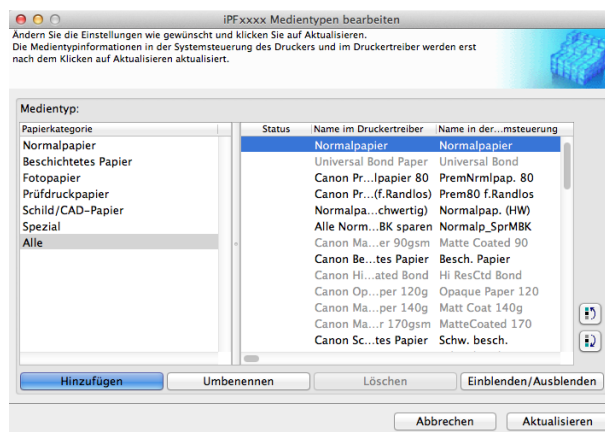 iPFxxxx Medientypen bearbeiten
Ändern Sie die Einstellungen wie gewünscht und klicken Sie auf Aktualisieren.
Die Medientypinformationen in der Systemsteuerung des Druckers und im Druckertreiber werden erst
nach dem Klicken auf Aktualisieren aktualisiert.
Medientyp:
Papierkategorie
Normalpapier
Beschichtetes Papier
Fotopapier
Prüfdruckpapier
Schild/CAD-Papier
Spezial
Alle
Status Name im Druckertreiber Name in der...msteuerung
Normalpapier Normalpapier
Universal Bond Paper Universal Bond
Canon Pr...lpapier 80 PremNrmlpap. 80
Canon Pr...(f.Randlos) Prem80 f.Randlos
Normalpa...chwertig) Normalpap. (HW)
Alle Norm...BK sparen Normalp_SprMBK
Canon Ma...er 90gsm Matte Coated 90
Canon Be...tes Papier Besch. Papier
Canon Hi...ated Bond Hi ResCtd Bond
Canon Op...per 120g Opaque Paper 120
Canon Ma...per 140g Matt Coat 140g
Canon Ma...r 170gsm MatteCoated 170
Canon Sc...tes Papier Schw. besch.
Hinzufügen Umbenennen Löschen Einblenden/Ausblenden
Abbrechen Aktualisieren